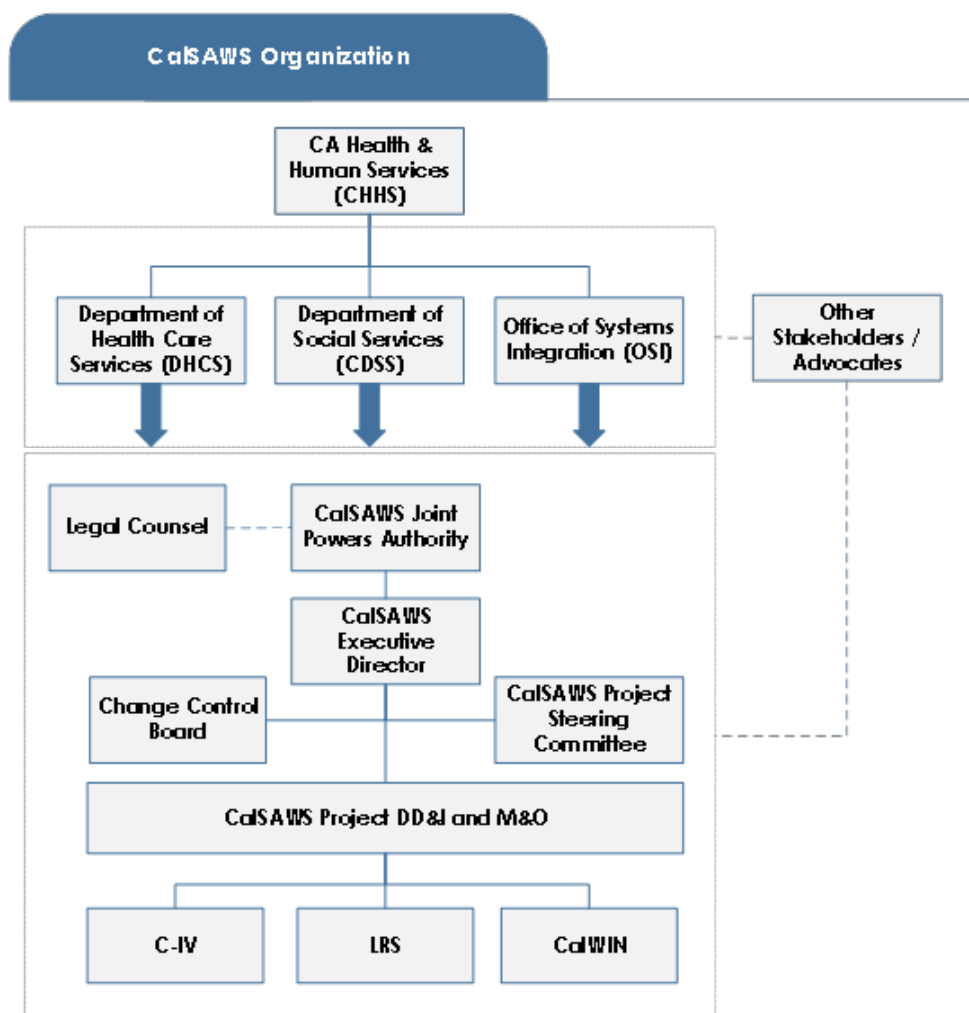 CalSAWS Organization
CA Health &
Human Services
(CHHS)
Department of
Health Care
Services (DHCS)
Department of
Social Services
(CDSS)
Office of Systems
Integration (OSI)
Other
Stakeholders /
Advocates
Legal Counsel
CalSAWS Joint
Powers Authority
CalSAWS
Executive
Director
Change Control
Board
CalSAWS Project
Steering
Committee
CalSAWS Project DD&I and M&O
C-IV
LRS
CalWIN